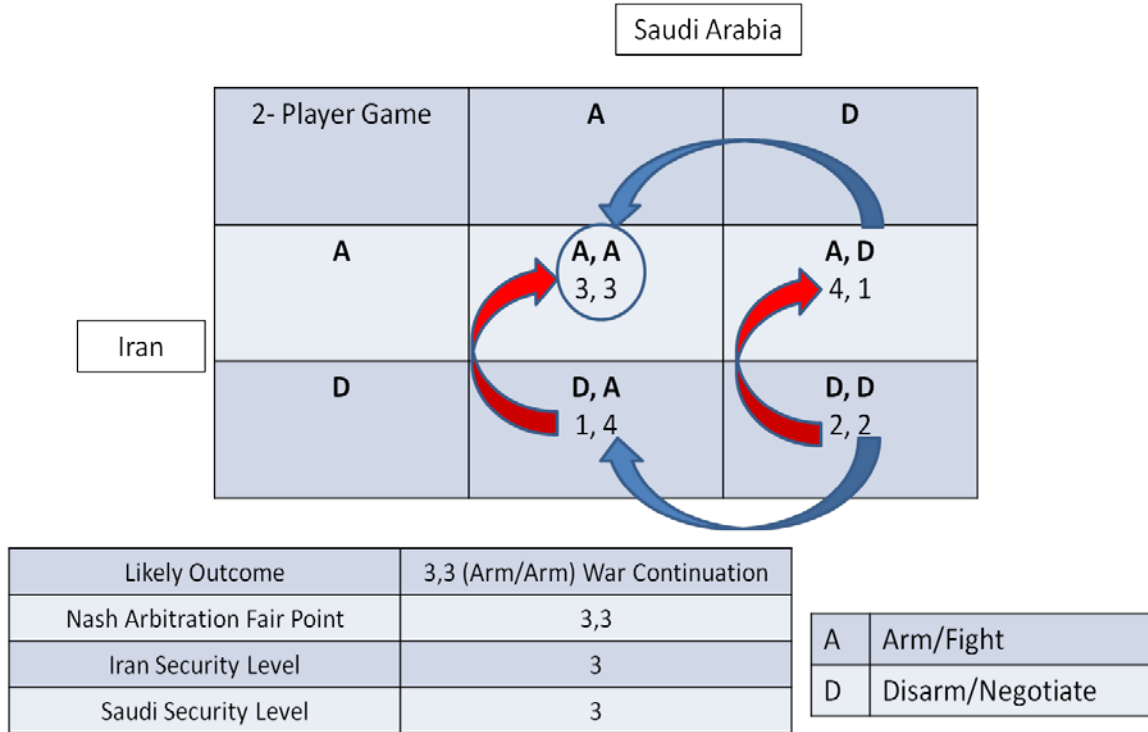 Saudi Arabia
2- Player Game
A
D
A
A, A
3, 3
A, D
4, 1
Iran
D
D, A
1, 4
D, D
2, 2
Likely Outcome
3,3 (Arm/Arm) War Continuation
Nash Arbitration Fair Point
3,3
Iran Security Level
3
Saudi Security Level
3
A
Arm/Fight
D
Disarm/Negotiate